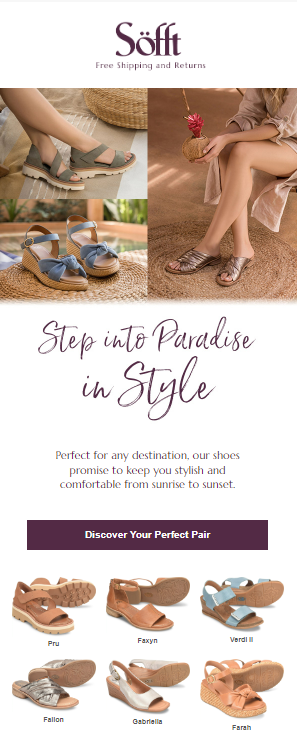 Söfft
Free Shipping and Returns
Step into Paradise
in Style
Perfect for any destination, our shoes
promise to keep you stylish and
comfortable from sunrise to sunset.
Discover Your Perfect Pair
Pru
Faxyn
Verdi II
Fallon
Gabriella
Farah